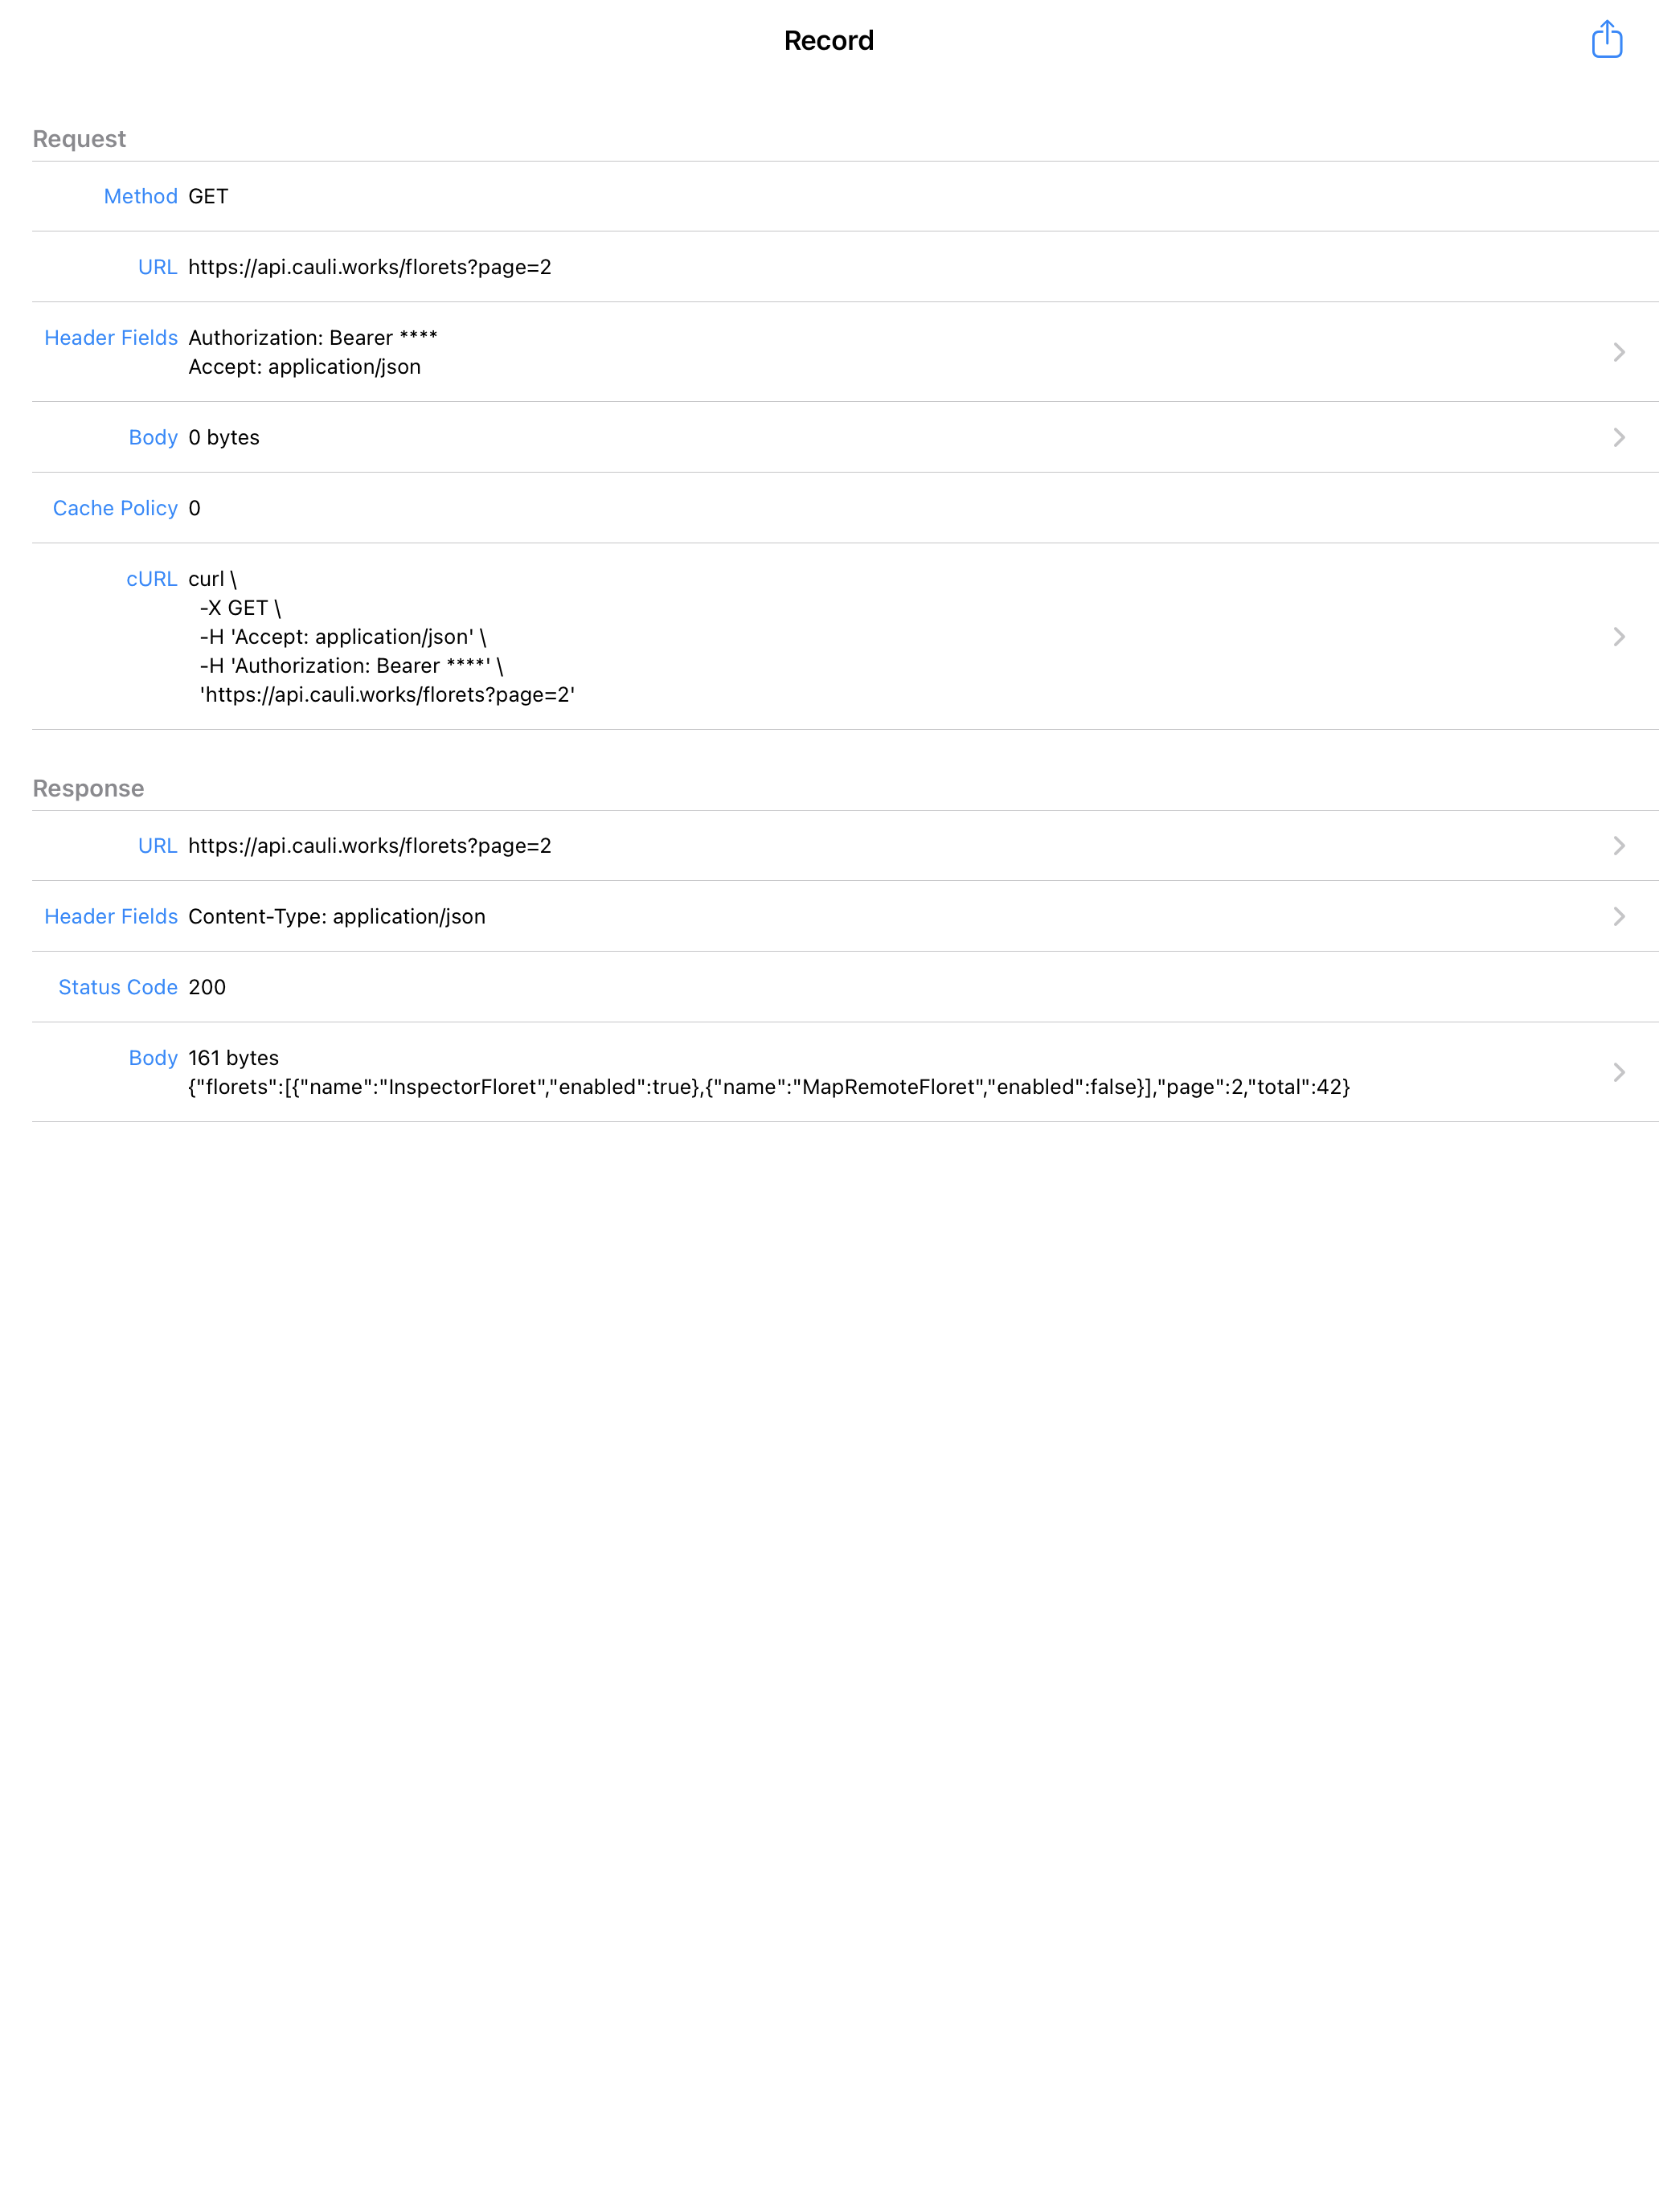 Record
Request
Method GET
URL https://api.cauli.works/florets?page=2
Header Fields Authorization: Bearer ****
Accept: application/json
Body 0 bytes
Cache Policy 0
cURL curl \
-X GET \
-H 'Accept: application/json' \
-H 'Authorization: Bearer ****' \
'https://api.cauli.works/florets?page=2'
Response
URL https://api.cauli.works/florets?page=2
Header Fields Content-Type: application/json
Status Code 200
Body 161 bytes
{"florets":[{"name":"InspectorFloret","enabled":true},{"name":"MapRemoteFloret","enabled":false}],"page":2,"total":42}